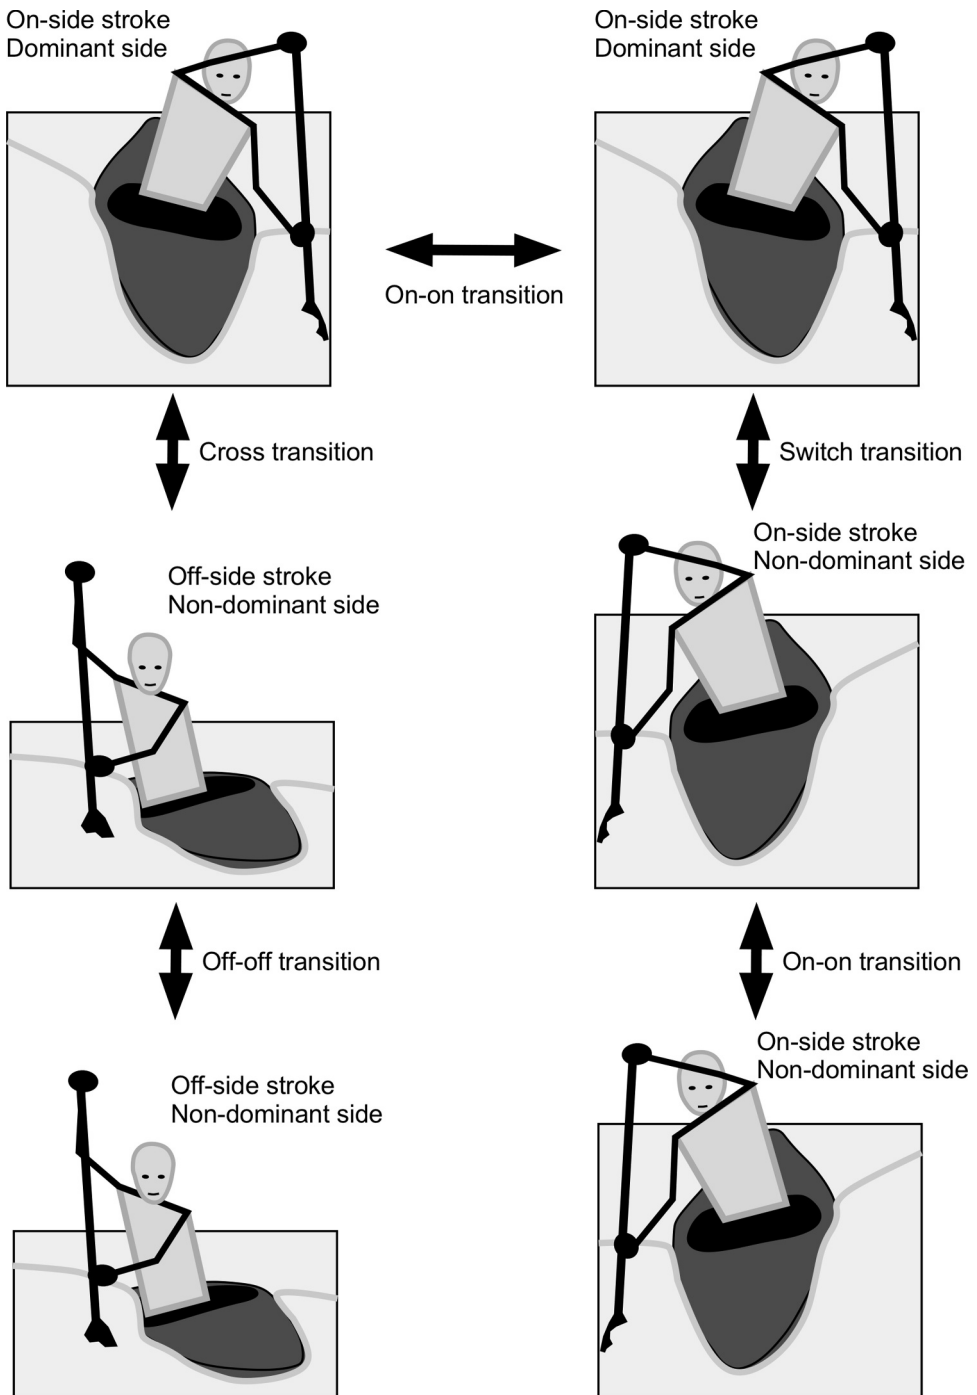 On-side stroke
Dominant side
On-side stroke
Dominant side
On-on transition
Cross transition
Switch transition
On-side stroke
Non-dominant side
Off-side stroke
Non-dominant side
Off-off transition
On-on transition
On-side stroke
Non-dominant side
Off-side stroke
Non-dominant side